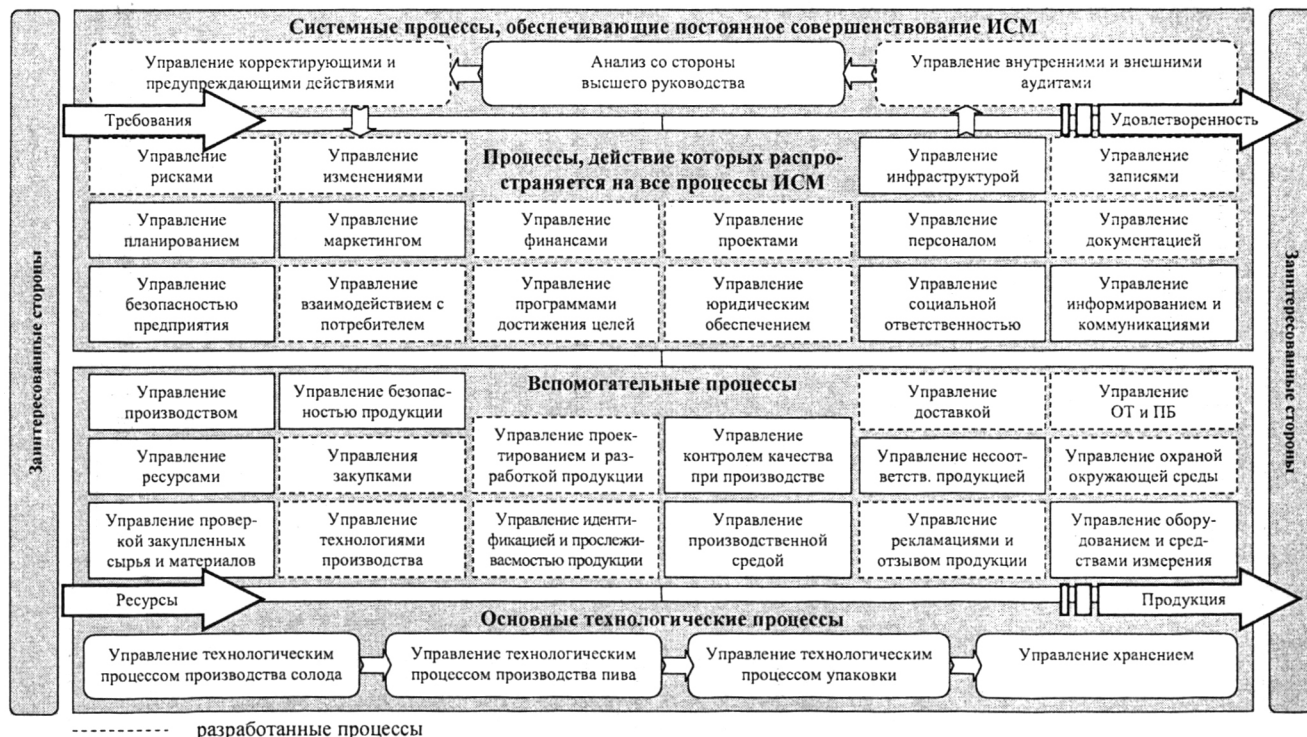 Системные процессы, обеспечивающие постоянное совершенствование ИСМ
Управление корректирующими и
предупреждающими действиями
Анализ со стороны
высшего руководства
Управление внутренними и внешними
аудитами
Требования
Удовлетворенность
Процессы, действие которых распро-
страняется на все процессы ИСМ
Управление
рисками
Управление
изменениями
Управление
инфраструктурой
Управление
записями
Управление
планированием
Управление
маркетингом
Управление
финансами
Управление
проектами
Управление
персоналом
Управление
документацией
Управление
безопасностью
предприятия
Управление
взаимодействием с
потребителем
Управление
программами
достижения целей
Управление
юридическим
обеспечением
Управление
социальной
ответственностью
Управление
информированием и
коммуникациями
Заинтересованные стороны
Заинтересованные стороны
Вспомогательные процессы
Управление
производством
Управление безопас-
ностью продукции
Управление
доставкой
Управление
ОТ и ПБ
Управление
ресурсами
Управления
закупками
Управление проек-
тированием и раз-
работкой продукции
Управление
контролем качества
при производстве
Управление несоот-
ветств. продукцией
Управление охраной
окружающей среды
Управление провер-
кой закупленных
сырья и материалов
Управление
технологиями
производства
Управление иденти-
фикацией и прослежи-
ваемостью продукции
Управление
производственной
средой
Управление
рекламациями и
отзывом продукции
Управление обору-
дованием и сред-
ствами измерения
Ресурсы
Продукция
Основные технологические процессы
Управление технологическим
процессом производства солода
Управление технологическим
процессом производства пива
Управление технологическим
процессом упаковки
Управление хранением
разработанные процессы